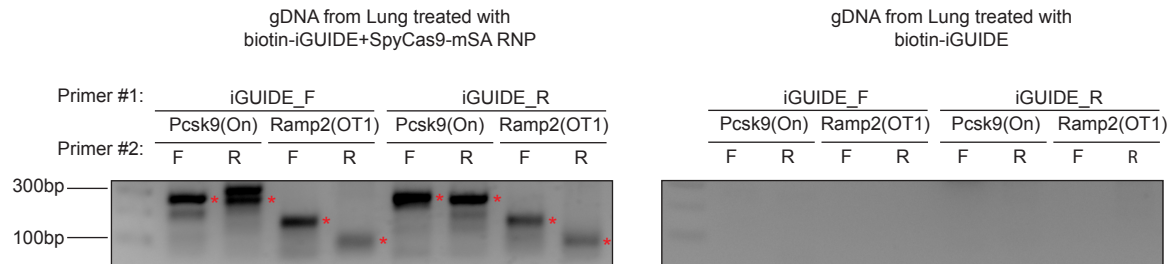 gDNA from Lung treated with
biotin-iGUIDE+SpyCas9-mSA RNP
Primer #1: iGUIDE_F iGUIDE_R
Pcsk9(On) Ramp2(OT1) Pcsk9(On) Ramp2(OT1)
Primer #2: F R F R F R F R
300bp
* * * * * * * *
100bp
gDNA from Lung treated with
biotin-iGUIDE
iGUIDE_F iGUIDE_R
Pcsk9(On) Ramp2(OT1) Pcsk9(On) Ramp2(OT1)
F R F R F R F R